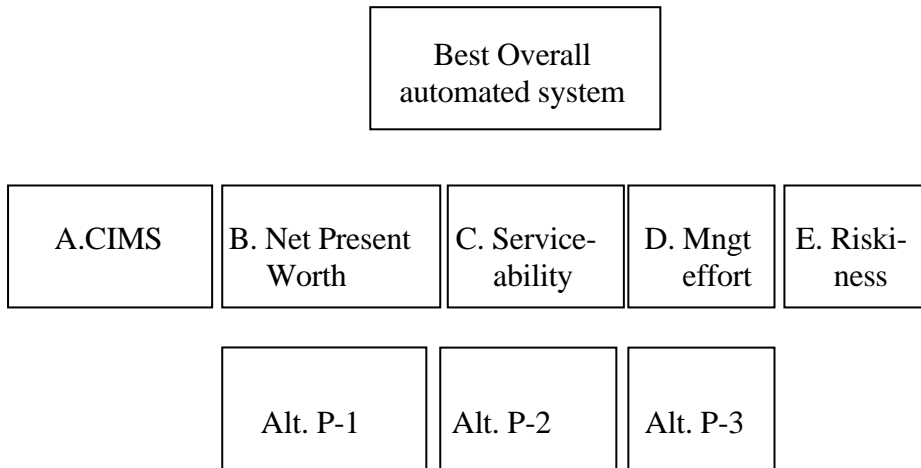 Best Overall
automated system
A.CIMS
B. Net Present
Worth
C. Service-
ability
D. Mngt
effort
E. Riski-
ness
Alt. P-1
Alt. P-2
Alt. P-3